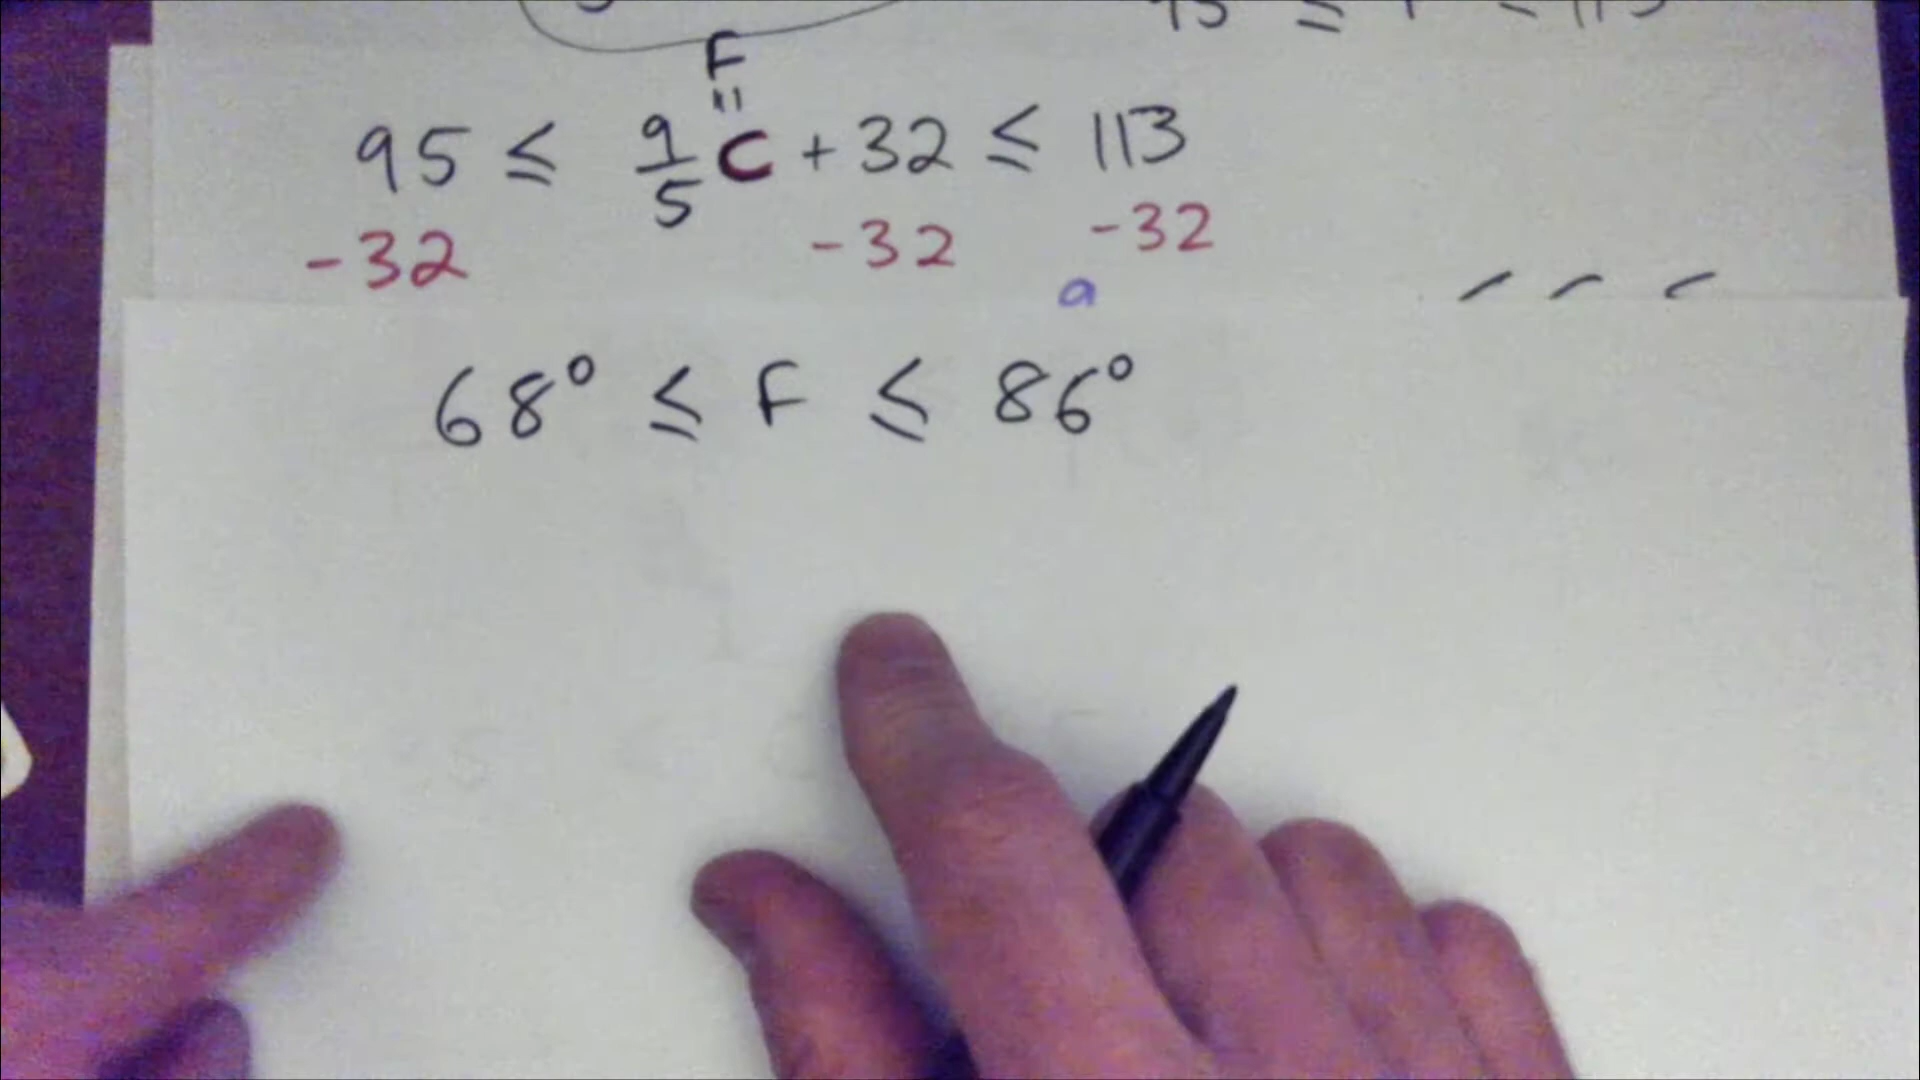 F
=
95 ≤ 9/5 C + 32 ≤ 113
-32 -32 -32
68° ≤ F ≤ 86°